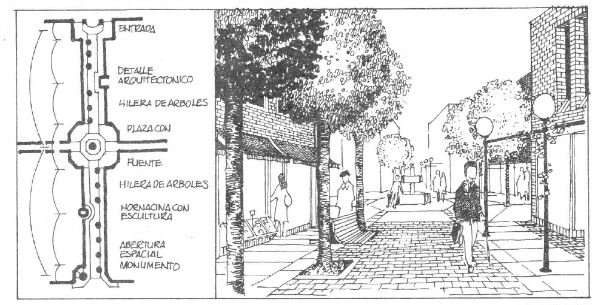 ENTRADA
DETALLE
ARQUITECTONICO
HILERA DE ARBOLES
PLAZA CON
FUENTE
HILERA DE ARBOLES
HORNACINA CON
ESCULTURA
ABERTURA
ESPACIAL
MONUMENTO